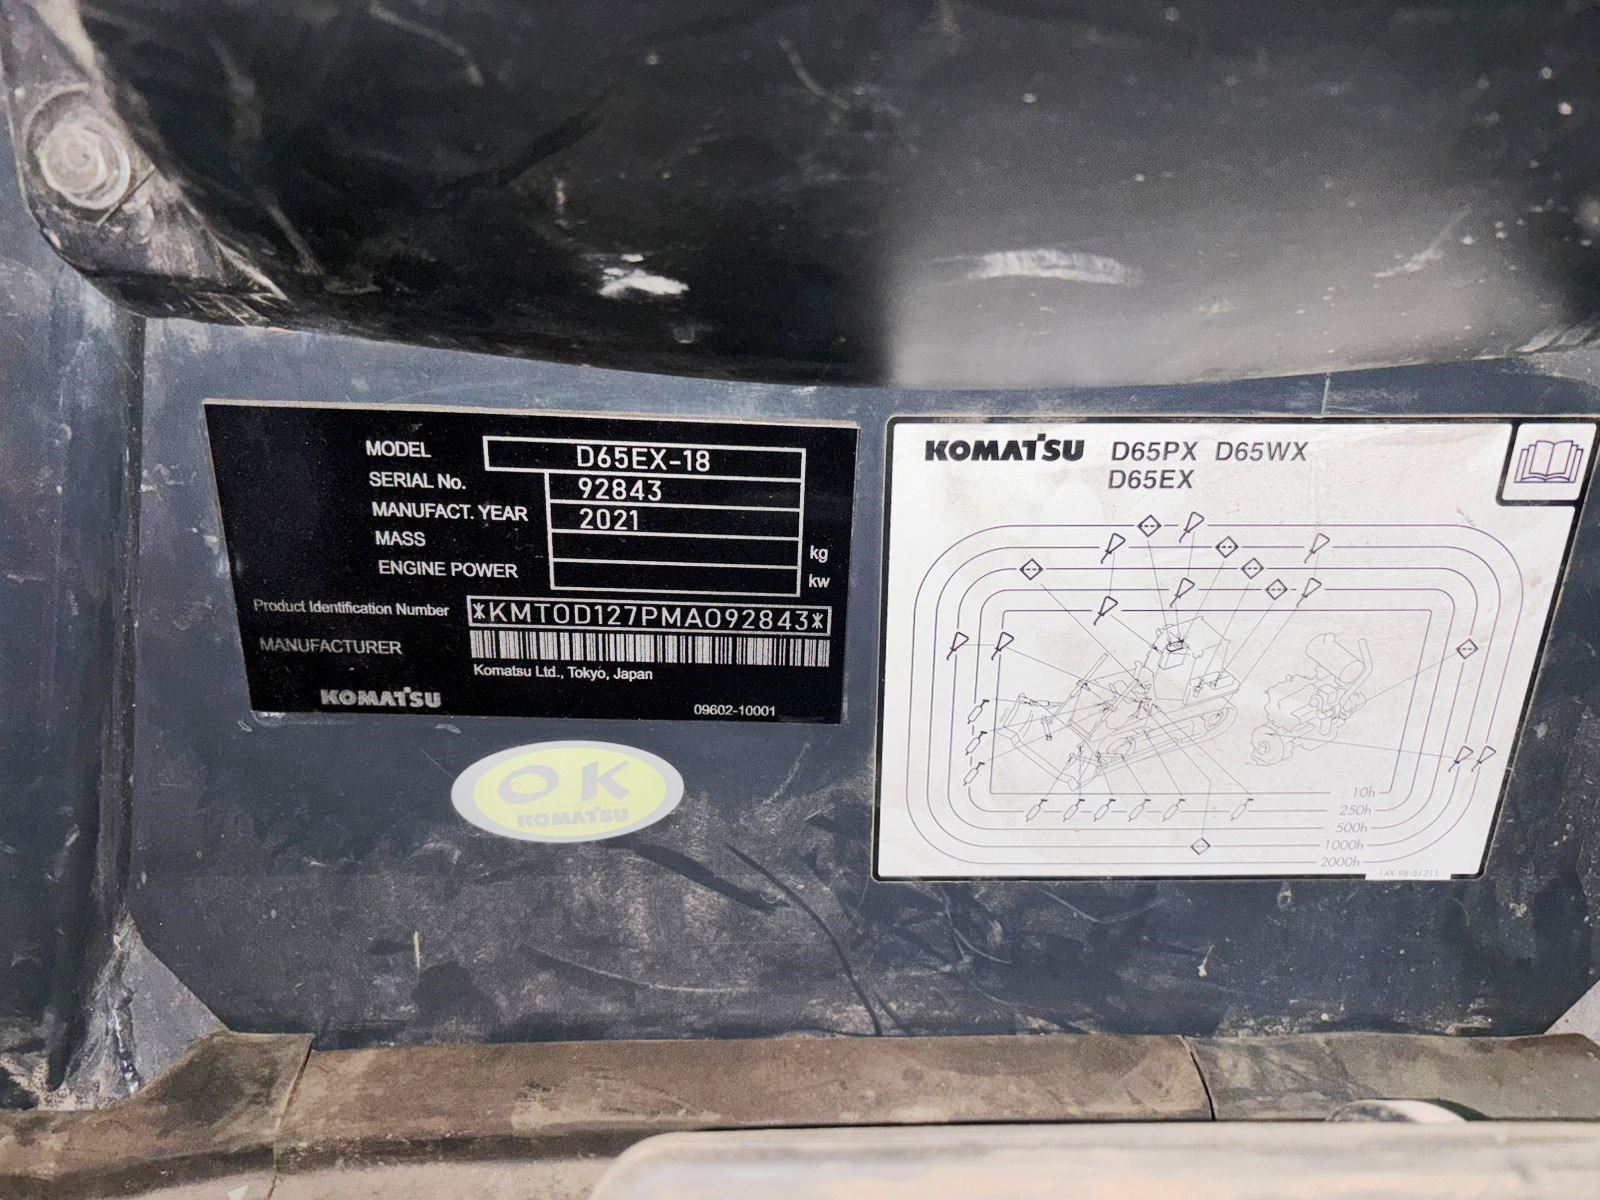 MODEL D65EX-18
SERIAL No. 92843
MANUFACT. YEAR 2021
MASS kg
ENGINE POWER kw
Product Identification Number *KMT0D127PMA092843*
MANUFACTURER
Komatsu Ltd., Tokyo, Japan
KOMATSU
09602-10001
OK
KOMATSU
KOMATSU D65PX D65WX
D65EX
10h
250h
500h
1000h
2000h
14X-98-51211